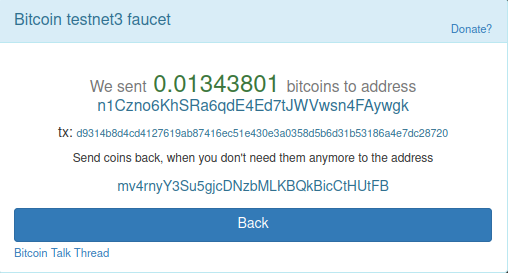 Bitcoin testnet3 faucet
Donate?
We sent 0.01343801 bitcoins to address
n1Czno6KhSRa6qdE4Ed7tJWVwsn4FAywgk
tx: d9314b8d4cd4127619ab87416ec51e430e3a0358d5b6d31b53186a4e7dc28720
Send coins back, when you don't need them anymore to the address
mv4rnyY3Su5gjcDNzbMLKBQkBicCtHUtFB
Back
Bitcoin Talk Thread